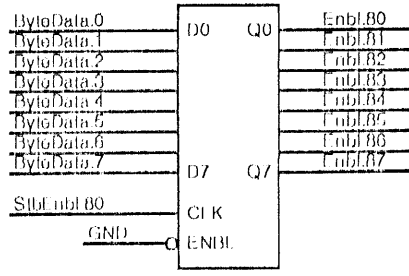 ByteData.0 D0 Q0 Enbl.80
ByteData.1 Enbl.81
ByteData.2 Enbl.82
ByteData.3 Enbl.83
ByteData.4 Enbl.84
ByteData.5 Enbl.85
ByteData.6 Enbl.86
ByteData.7 D7 Q7 Enbl.87
StbEnbl.80 CLK
GND ENBL